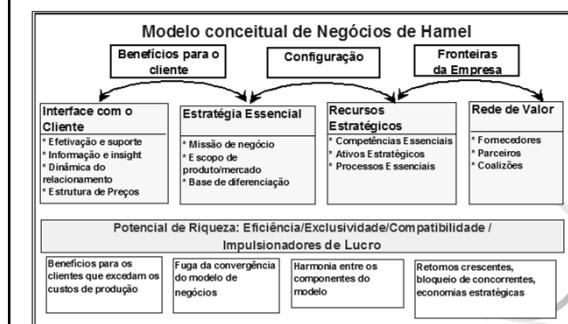 Modelo conceitual de Negócios de Hamel
Benefícios para o
cliente
Configuração
Fronteiras
da Empresa
Interface com o
Cliente
* Efetivação e suporte
* Informação e insight
* Dinâmica do
relacionamento
* Estrutura de Preços
Estratégia Essencial
* Missão de negócio
* Escopo de
produto/mercado
* Base de diferenciação
Recursos
Estratégicos
* Competências Essenciais
* Ativos Estratégicos
* Processos Essenciais
Rede de Valor
* Fornecedores
* Parceiros
* Coalizões
Potencial de Riqueza: Eficiência/Exclusividade/Compatibilidade /
Impulsionadores de Lucro
Benefícios para os
clientes que excedam os
custos de produção
Fuga da convergência
do modelo de
negócios
Harmonia entre os
componentes do
modelo
Retornos crescentes,
bloqueio de concorrentes,
economias estratégicas